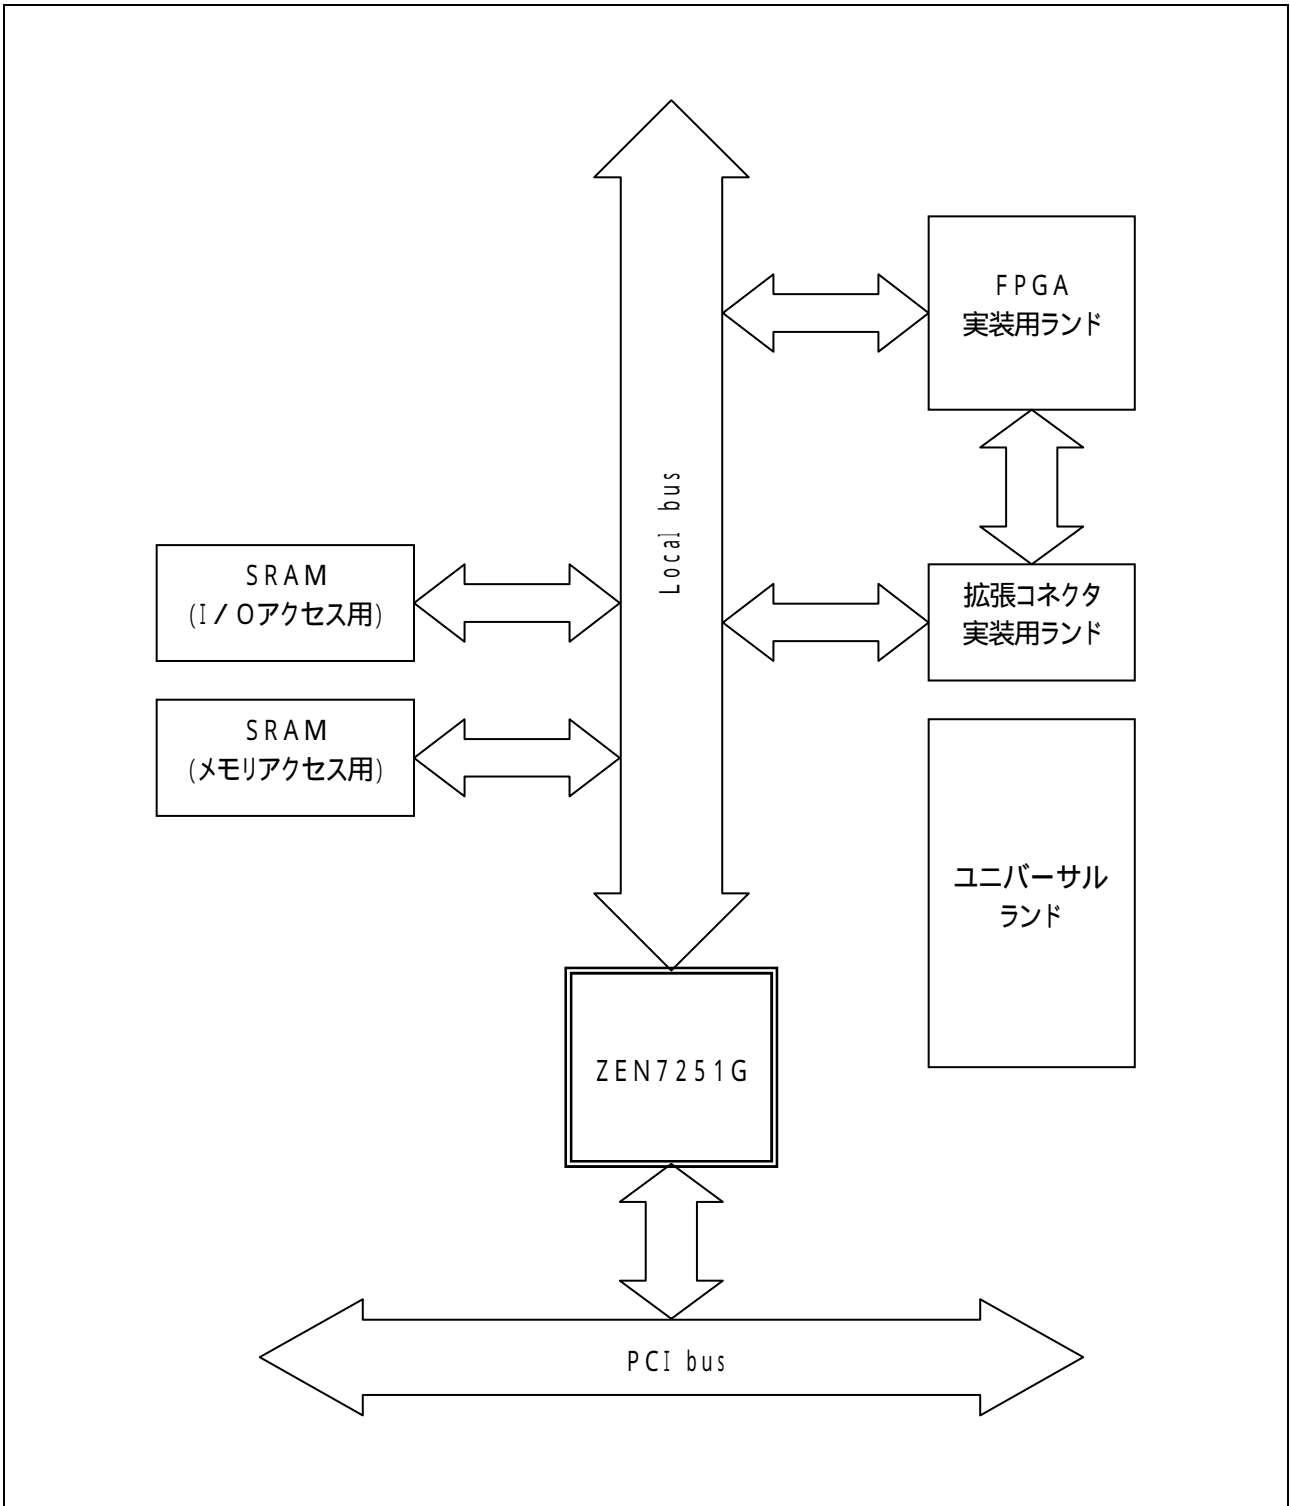 FPGA
実装用ランド
Local bus
SRAM
(I/Oアクセス用)
拡張コネクタ
実装用ランド
SRAM
(メモリアクセス用)
ユニバーサル
ランド
ZEN7251G
PCI bus